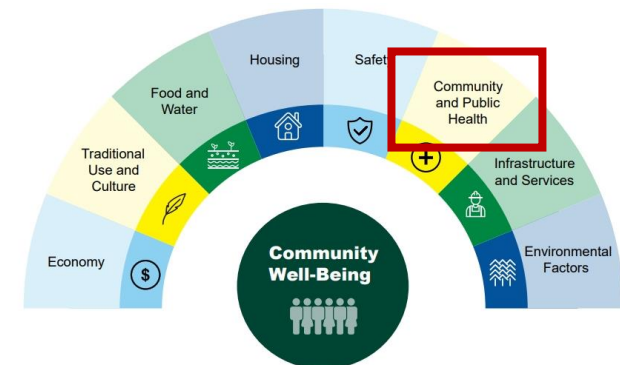 Economy
$
Traditional
Use and
Culture
Food and
Water
Housing
Safety
Community
and Public
Health
Infrastructure
and Services
Environmental
Factors
Community
Well-Being